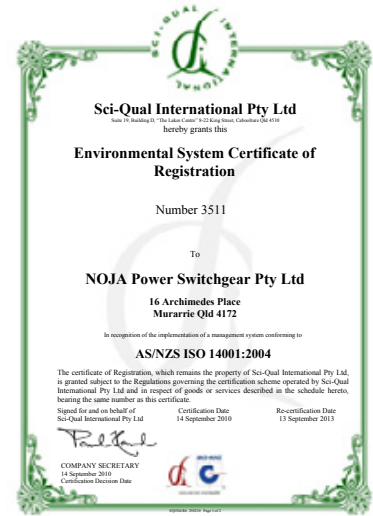 SCI-QUAL INTERNATIONAL
Sci-Qual International Pty Ltd
Suite 19, Building D, "The Lakes Centre" 8-22 King Street, Caboolture Qld 4510
hereby grants this
Environmental System Certificate of
Registration
Number 3511
To
NOJA Power Switchgear Pty Ltd
16 Archimedes Place
Murarrie Qld 4172
In recognition of the implementation of a management system conforming to
AS/NZS ISO 14001:2004
The certificate of Registration, which remains the property of Sci-Qual International Pty Ltd,
is granted subject to the Regulations governing the certification scheme operated by Sci-Qual
International Pty Ltd and in respect of goods or services described in the schedule hereto,
bearing the same number as this certificate.
Signed for and on behalf of Certification Date Re-certification Date
Sci-Qual International Pty Ltd 14 September 2010 13 September 2013
COMPANY SECRETARY
14 September 2010
Certification Decision Date